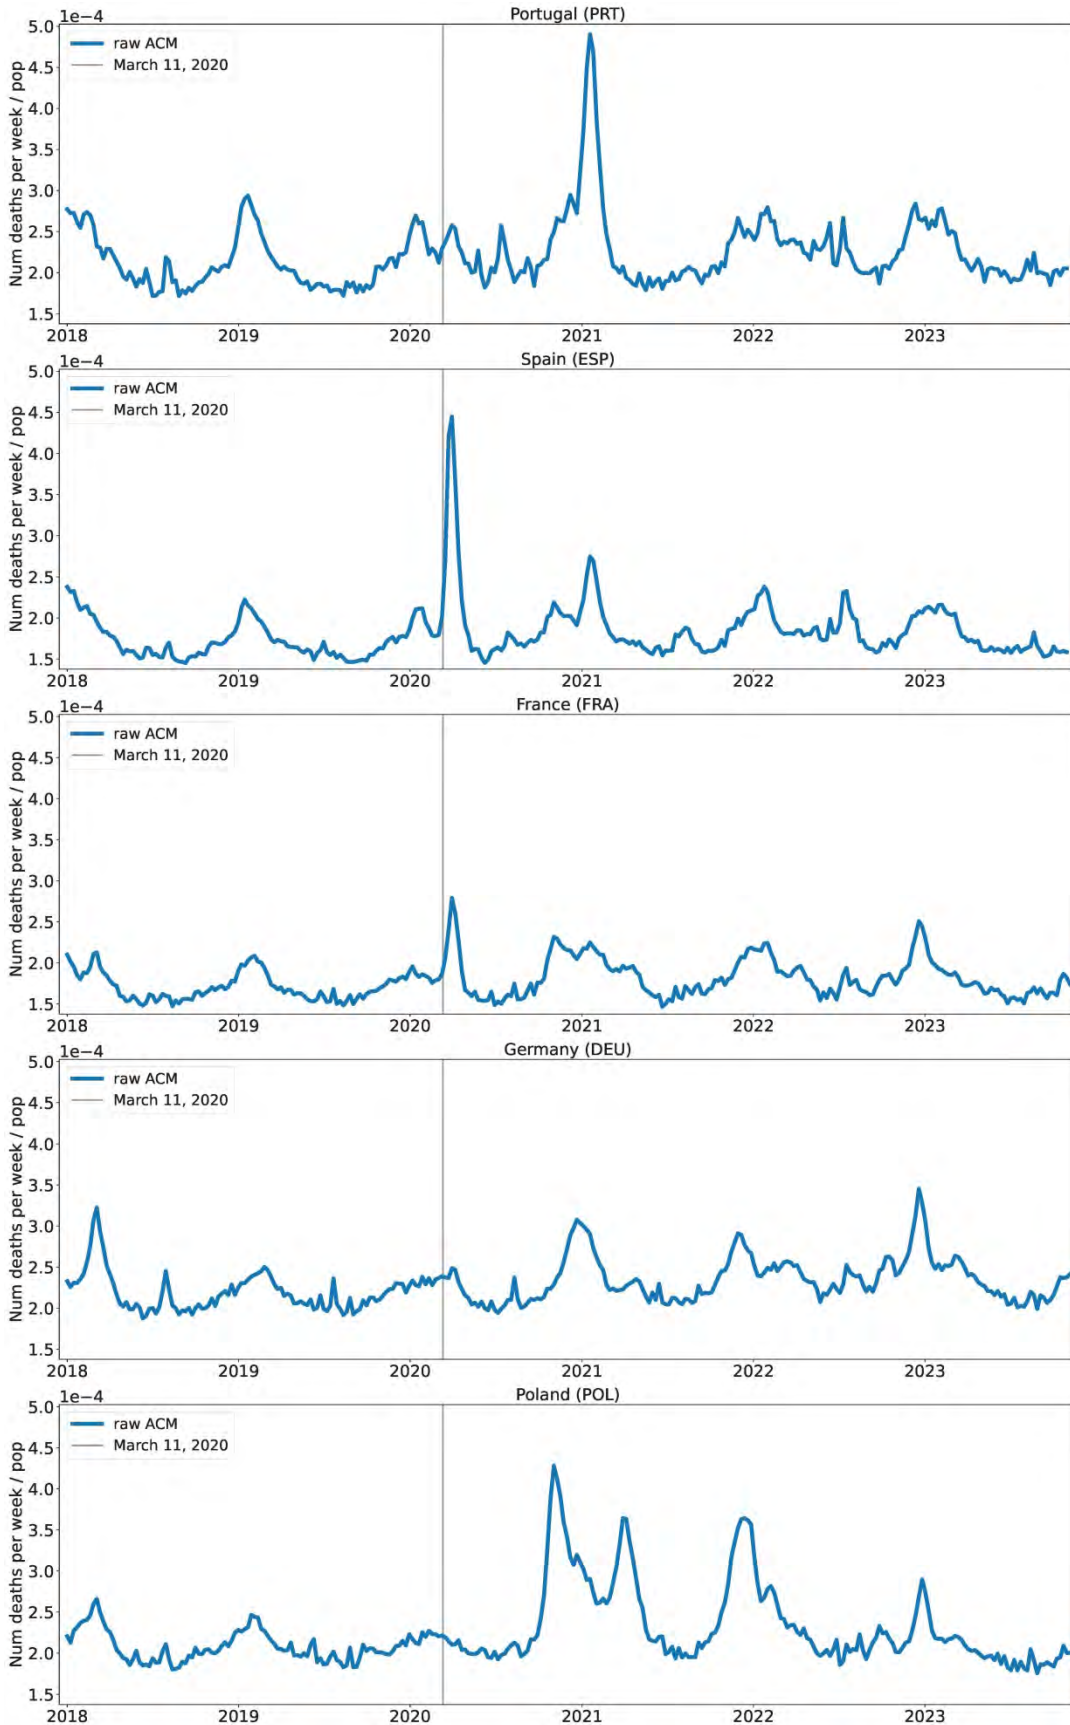 Portugal (PRT)
1e−4
5.0
4.5
4.0
3.5
3.0
2.5
2.0
1.5
Num deaths per week / pop
raw ACM
March 11, 2020
2018 2019 2020 2021 2022 2023
Spain (ESP)
1e−4
5.0
4.5
4.0
3.5
3.0
2.5
2.0
1.5
Num deaths per week / pop
raw ACM
March 11, 2020
2018 2019 2020 2021 2022 2023
France (FRA)
1e−4
5.0
4.5
4.0
3.5
3.0
2.5
2.0
1.5
Num deaths per week / pop
raw ACM
March 11, 2020
2018 2019 2020 2021 2022 2023
Germany (DEU)
1e−4
5.0
4.5
4.0
3.5
3.0
2.5
2.0
1.5
Num deaths per week / pop
raw ACM
March 11, 2020
2018 2019 2020 2021 2022 2023
Poland (POL)
1e−4
5.0
4.5
4.0
3.5
3.0
2.5
2.0
1.5
Num deaths per week / pop
raw ACM
March 11, 2020
2018 2019 2020 2021 2022 2023